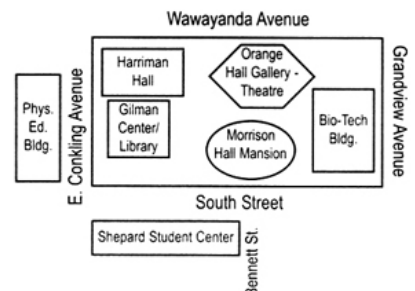 Wawayanda Avenue
Harriman
Hall
Orange
Hall Gallery -
Theatre
Grandview Avenue
Phys.
Ed.
Bldg.
E. Conkling Avenue
Gilman
Center/
Library
Morrison
Hall Mansion
Bio-Tech
Bldg.
South Street
Shepard Student Center
Bennett St.